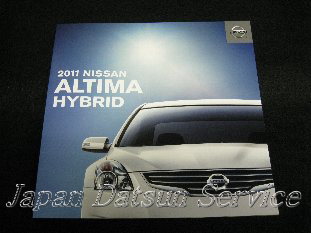 2011 NISSAN
ALTIMA
HYBRID
Japan Datsun Service